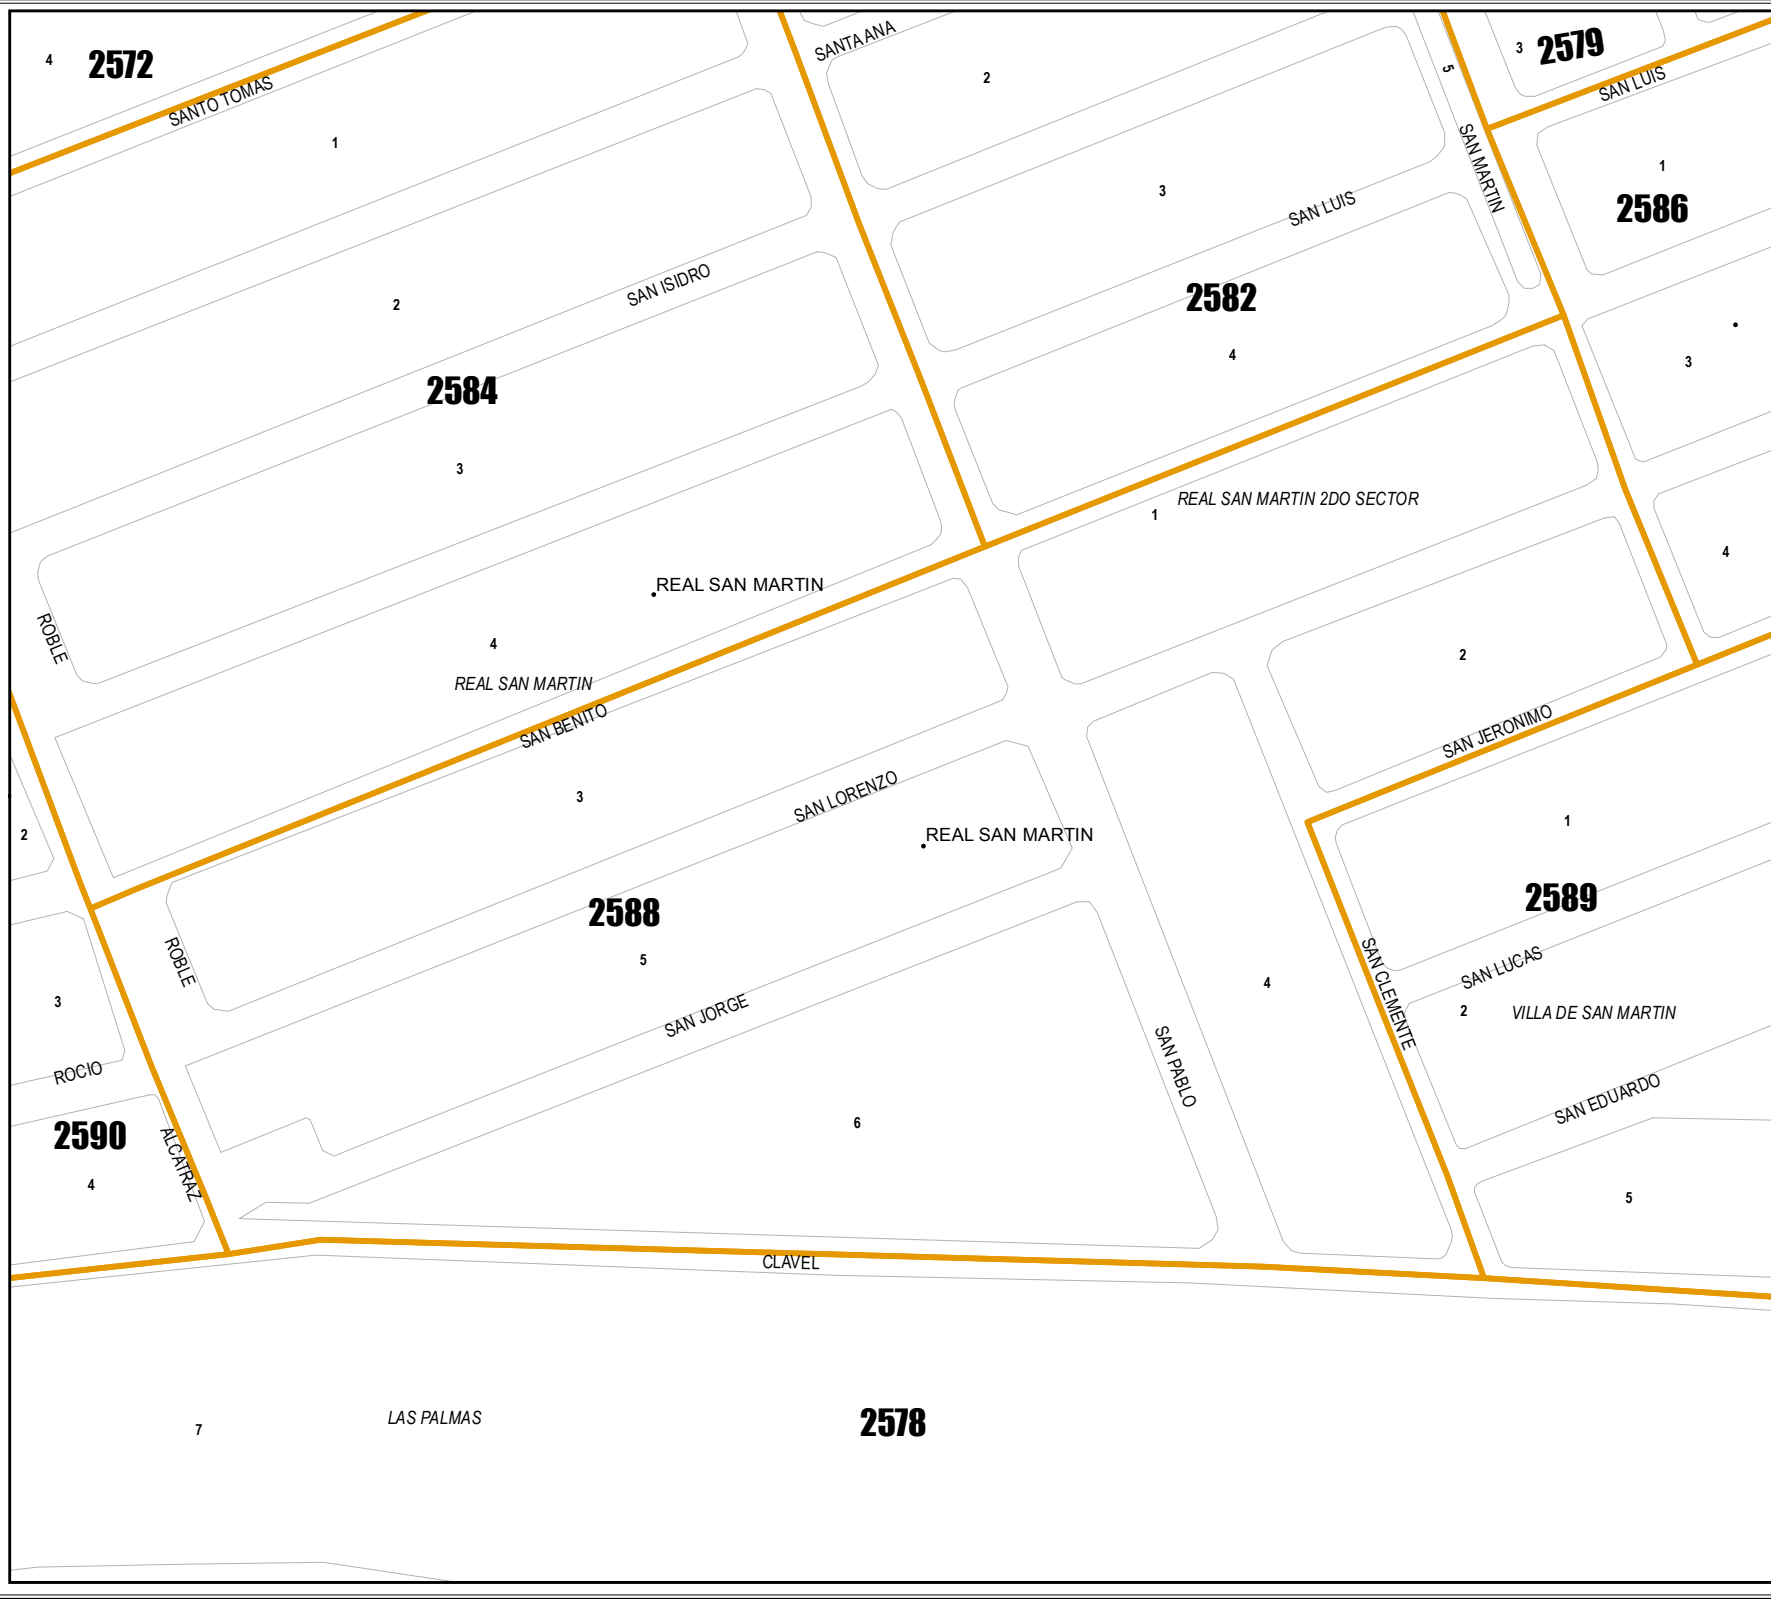 SANTA ANA
3
2579
4
2572
5
2
SAN LUIS
SANTO TOMAS
1
SAN MARTIN
1
3
SAN LUIS
2586
SAN ISIDRO
2
2582
4
3
2584
3
REAL SAN MARTIN 2DO SECTOR
1
4
REAL SAN MARTIN
ROBLE
4
2
REAL SAN MARTIN
SAN BENITO
SAN JERONIMO
3
SAN LORENZO
2
REAL SAN MARTIN
1
2588
2589
ROBLE
5
SAN LUCAS
4
SAN CLEMENTE
3
SAN JORGE
2
VILLA DE SAN MARTIN
ROCIO
SAN PABLO
SAN EDUARDO
6
2590
ALCATRAZ
4
5
CLAVEL
LAS PALMAS
2578
7